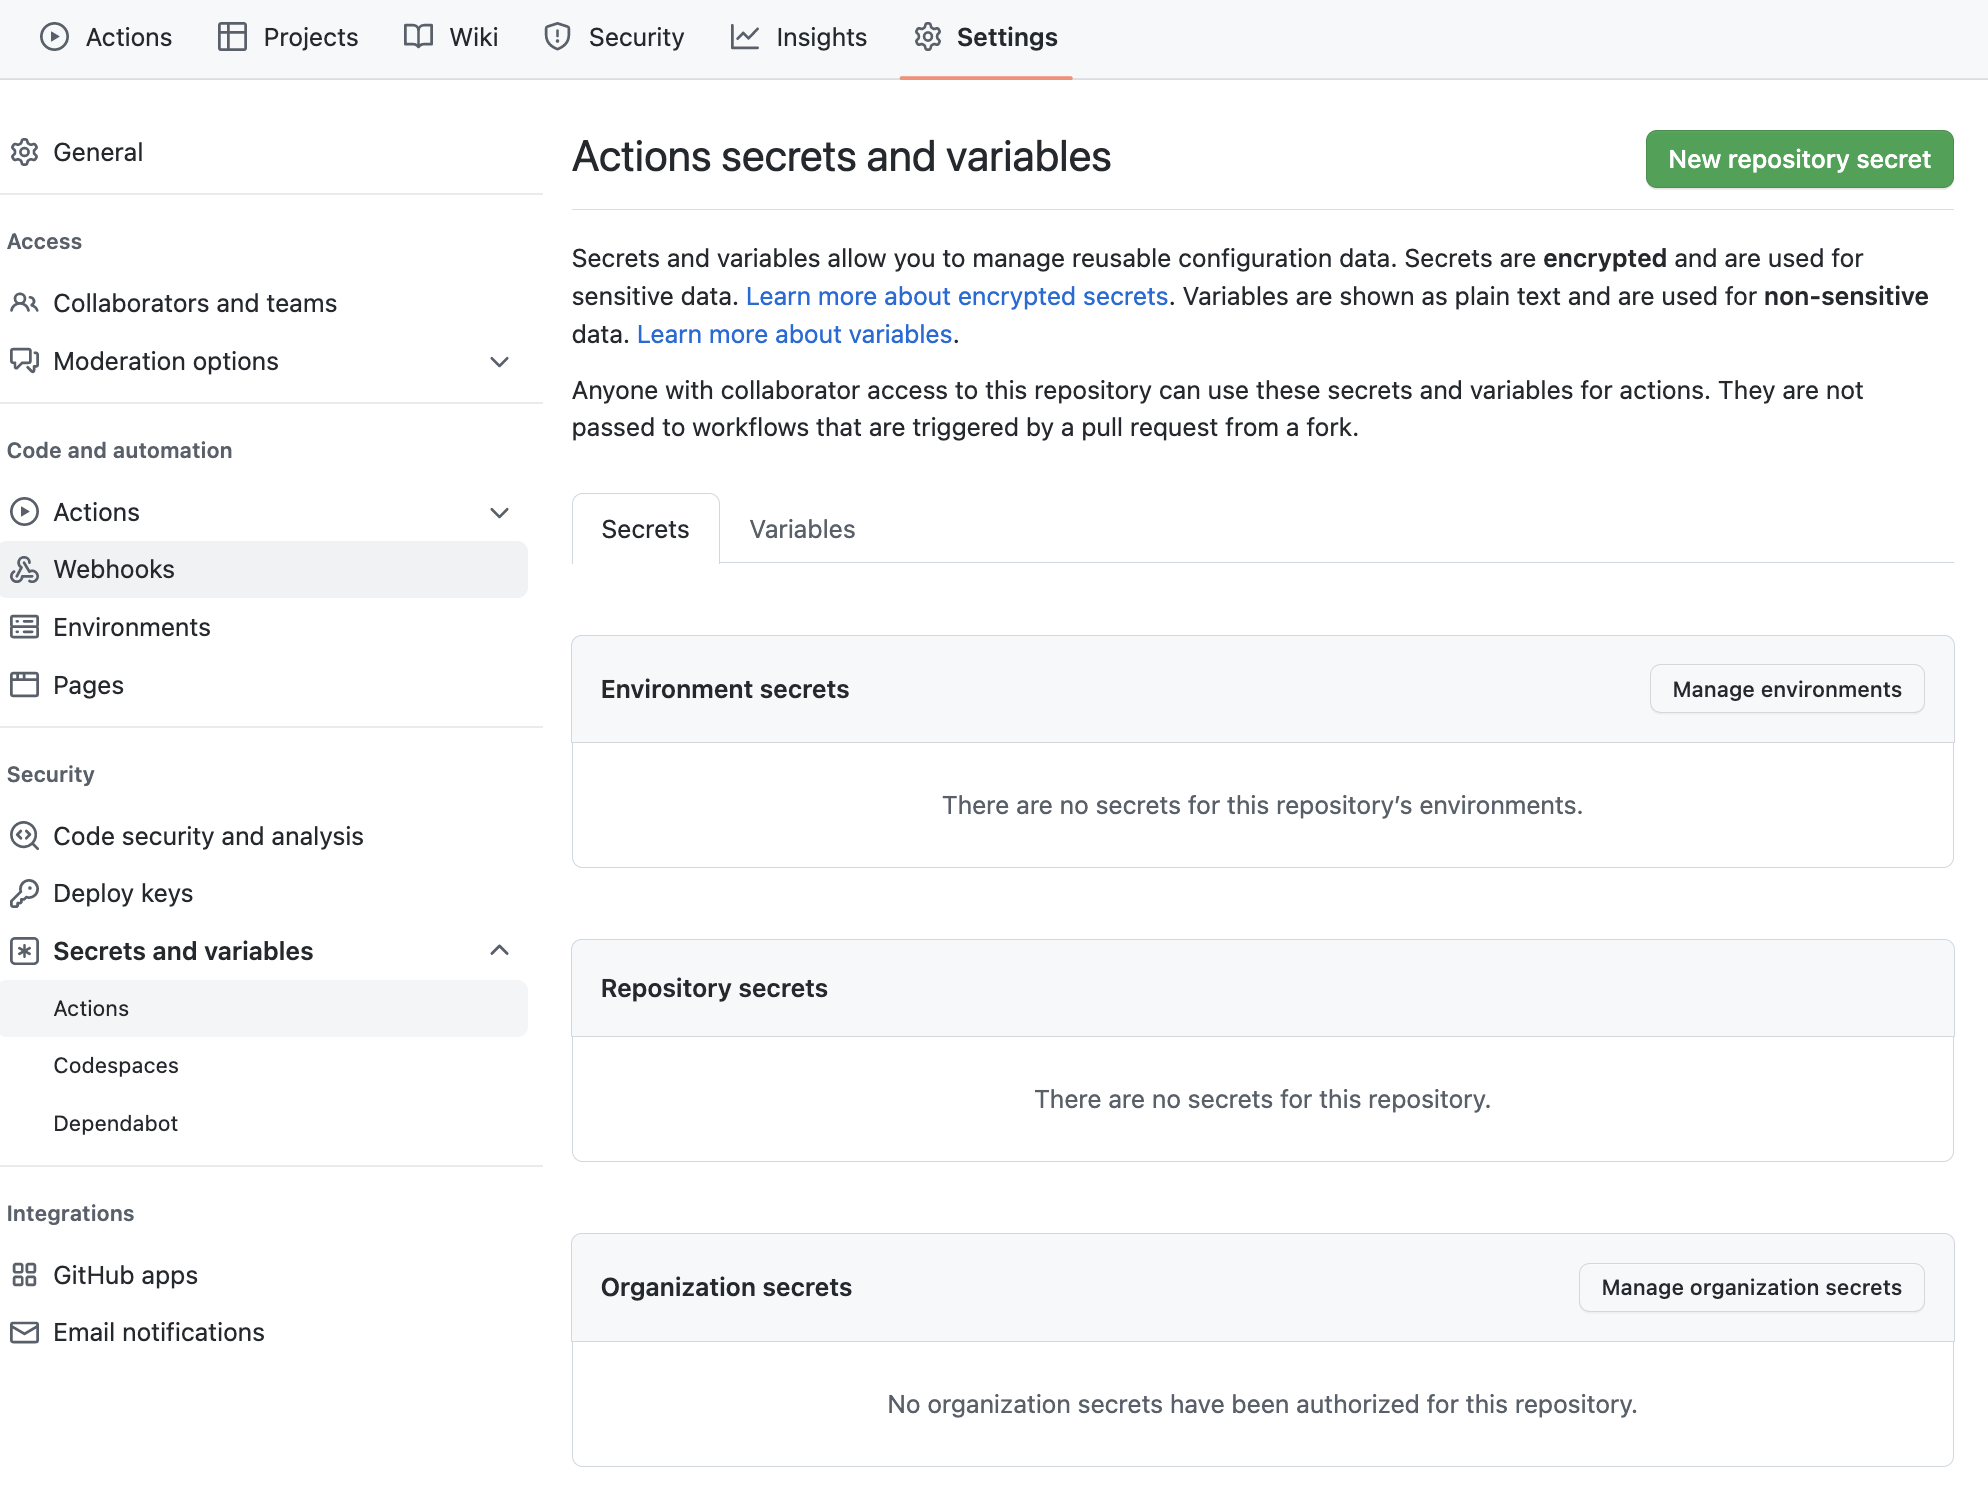 Actions Projects Wiki Security Insights Settings
General
Access
Collaborators and teams
Moderation options
Code and automation
Actions
Webhooks
Environments
Pages
Security
Code security and analysis
Deploy keys
Secrets and variables
Actions
Codespaces
Dependabot
Integrations
GitHub apps
Email notifications
Actions secrets and variables
New repository secret
Secrets and variables allow you to manage reusable configuration data. Secrets are encrypted and are used for
sensitive data. Learn more about encrypted secrets. Variables are shown as plain text and are used for non-sensitive
data. Learn more about variables.
Anyone with collaborator access to this repository can use these secrets and variables for actions. They are not
passed to workflows that are triggered by a pull request from a fork.
Secrets Variables
Environment secrets
Manage environments
There are no secrets for this repository’s environments.
Repository secrets
There are no secrets for this repository.
Organization secrets
Manage organization secrets
No organization secrets have been authorized for this repository.